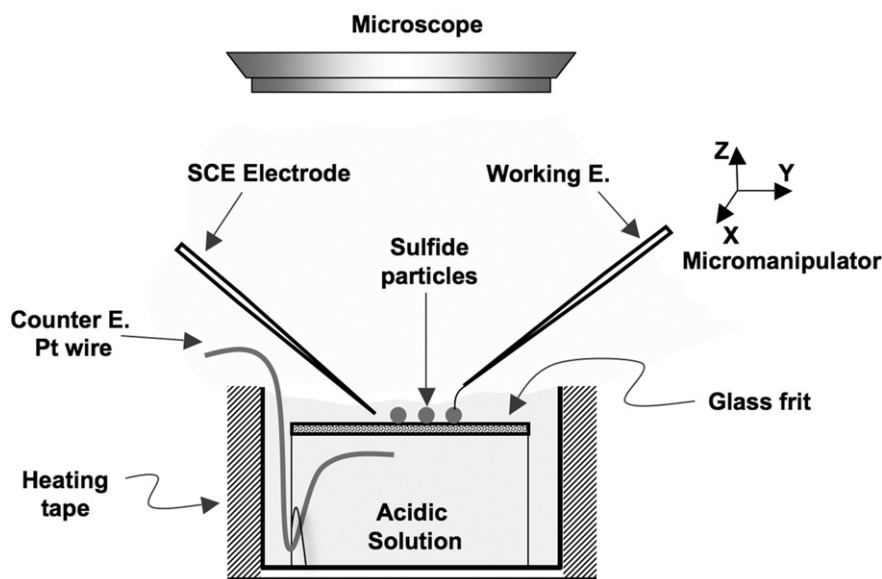 Microscope
SCE Electrode
Working E.
Z
Y
X
Micromanipulator
Sulfide
particles
Counter E.
Pt wire
Glass frit
Heating
tape
Acidic
Solution